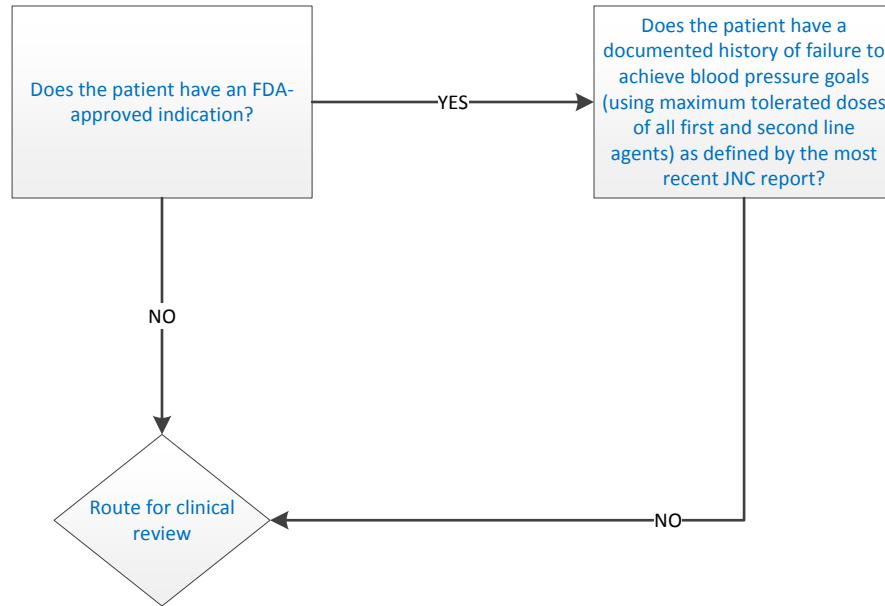 Does the patient have an FDA-
approved indication?
YES
Does the patient have a
documented history of failure to
achieve blood pressure goals
(using maximum tolerated doses
of all first and second line
agents) as defined by the most
recent JNC report?
NO
Route for clinical
review
NO